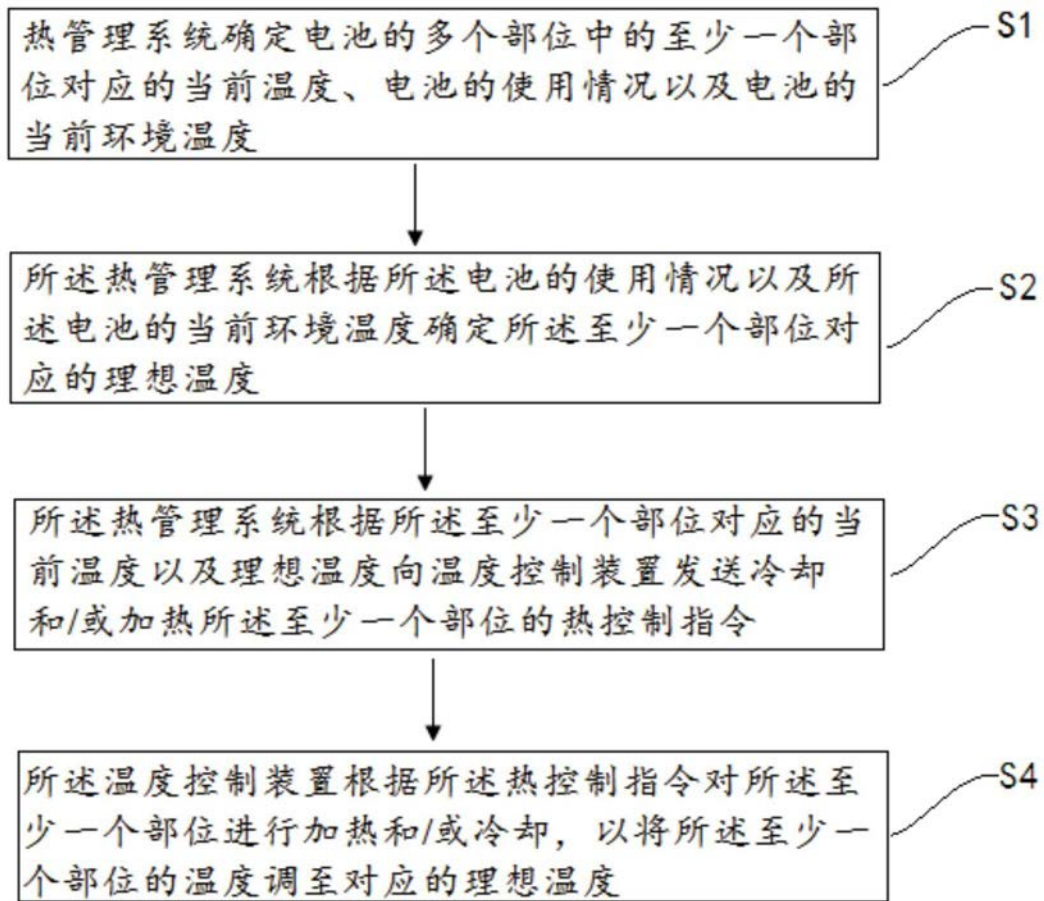 热管理系统确定电池的多个部位中的至少一个部
位对应的当前温度、电池的使用情况以及电池的
当前环境温度
S1
所述热管理系统根据所述电池的使用情况以及所
述电池的当前环境温度确定所述至少一个部位对
应的理想温度
S2
所述热管理系统根据所述至少一个部位对应的当
前温度以及理想温度向温度控制装置发送冷却
和/或加热所述至少一个部位的热控制指令
S3
所述温度控制装置根据所述热控制指令对所述至
少一个部位进行加热和/或冷却，以将所述至少一
个部位的温度调至对应的理想温度
S4